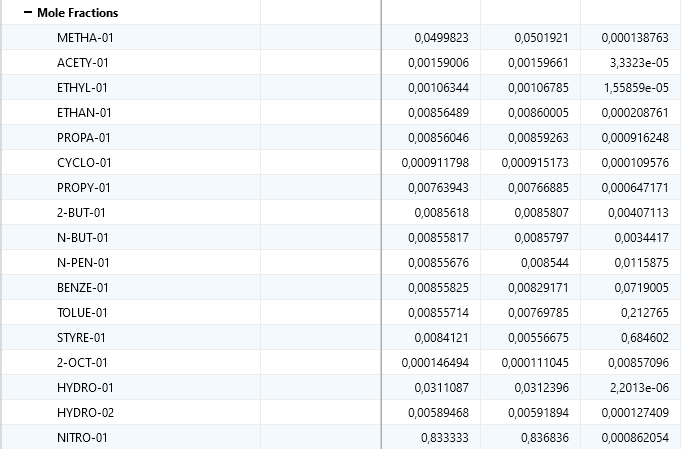 − Mole Fractions
METHA-01 0,0499823 0,0501921 0,000138763
ACETY-01 0,00159006 0,00159661 3,3323e-05
ETHYL-01 0,00106344 0,00106785 1,55859e-05
ETHAN-01 0,00856489 0,00860005 0,000208761
PROPA-01 0,00856046 0,00859263 0,000916248
CYCLO-01 0,000911798 0,000915173 0,000109576
PROPY-01 0,00763943 0,00766885 0,000647171
2-BUT-01 0,0085618 0,0085807 0,00407113
N-BUT-01 0,00855817 0,0085797 0,0034417
N-PEN-01 0,00855676 0,008544 0,0115875
BENZE-01 0,00855825 0,00829171 0,0719005
TOLUE-01 0,00855714 0,00769785 0,212765
STYRE-01 0,0084121 0,00556675 0,684602
2-OCT-01 0,000146494 0,000111045 0,00857096
HYDRO-01 0,0311087 0,0312396 2,2013e-06
HYDRO-02 0,00589468 0,00591894 0,000127409
NITRO-01 0,833333 0,836836 0,000862054